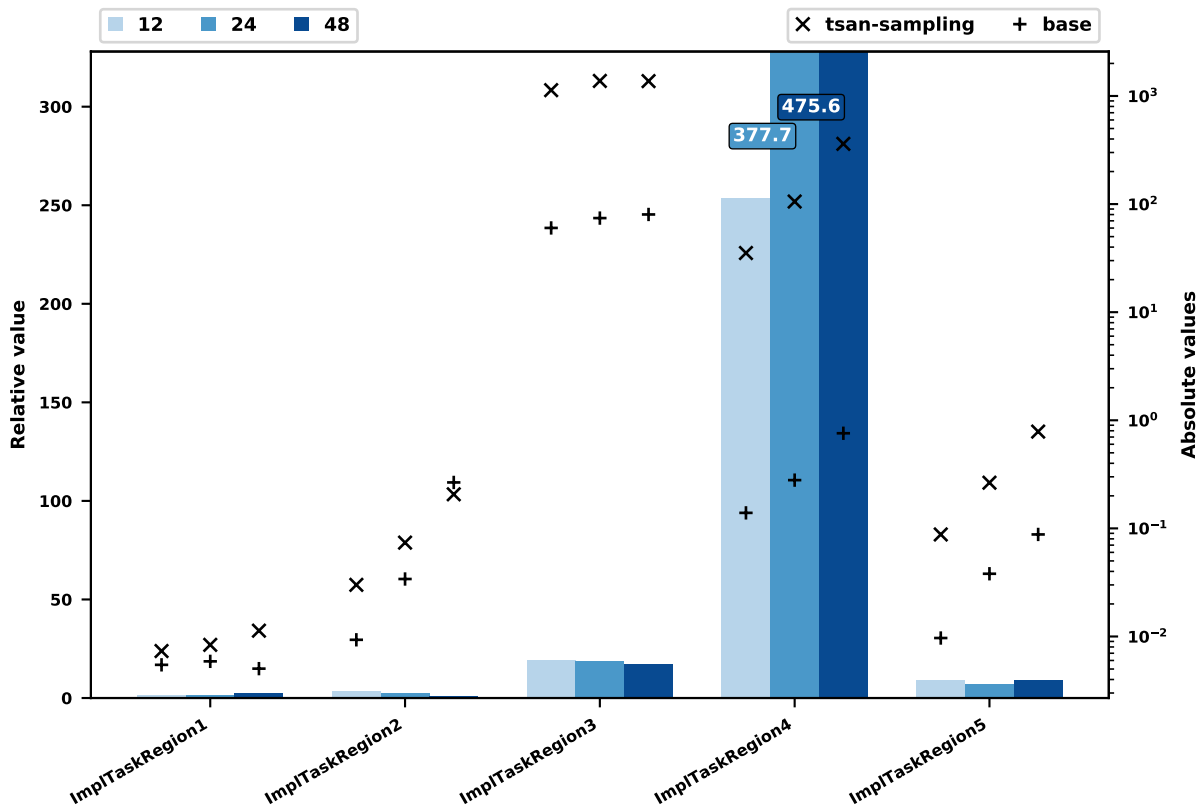 12 24 48 tsan-sampling base
Relative value
300
250
200
150
100
50
0
475.6
377.7
10³
10²
10¹
10⁰
10⁻¹
10⁻²
Absolute values
ImplTaskRegion1
ImplTaskRegion2
ImplTaskRegion3
ImplTaskRegion4
ImplTaskRegion5